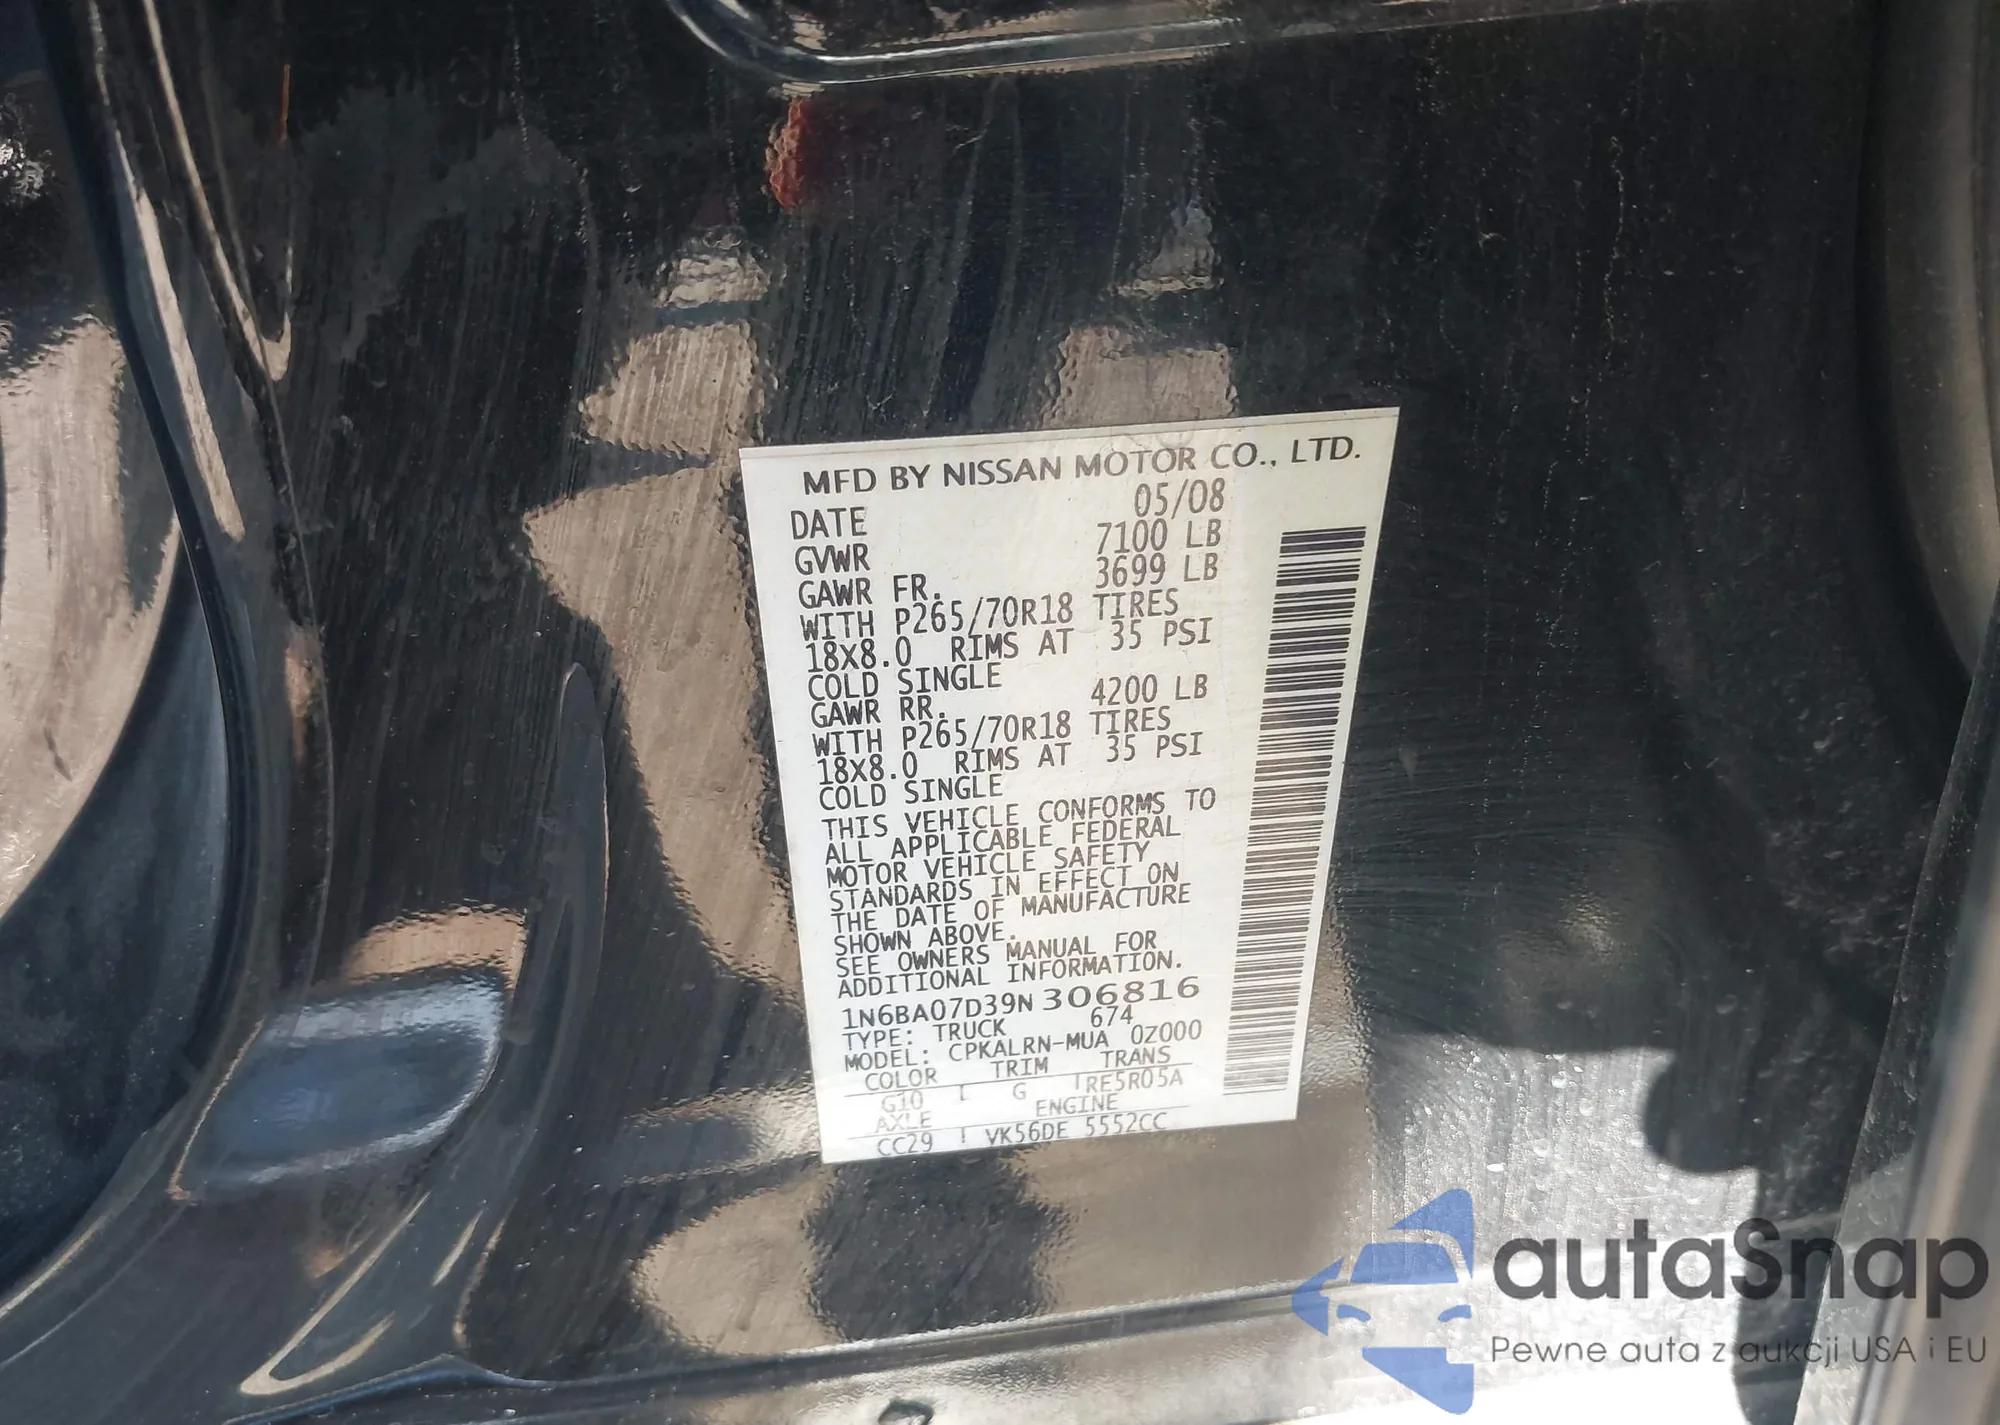 MFD BY NISSAN MOTOR CO., LTD.
DATE 05/08
GVWR 7100 LB
GAWR FR. 3699 LB
WITH P265/70R18 TIRES
18X8.0 RIMS AT 35 PSI
COLD SINGLE
GAWR RR. 4200 LB
WITH P265/70R18 TIRES
18X8.0 RIMS AT 35 PSI
COLD SINGLE
THIS VEHICLE CONFORMS TO
ALL APPLICABLE FEDERAL
MOTOR VEHICLE SAFETY
STANDARDS IN EFFECT ON
THE DATE OF MANUFACTURE
SHOWN ABOVE.
SEE OWNERS MANUAL FOR
ADDITIONAL INFORMATION.
1N6BA07D39N 306816
TYPE: TRUCK 674
MODEL: CPKALRN-MUA 0Z000
COLOR TRIM TRANS
G10 G RE5R05A
AXLE ENGINE
CC29 VK56DE 5552CC
autaSnap
Pewne auta z aukcji USA i EU